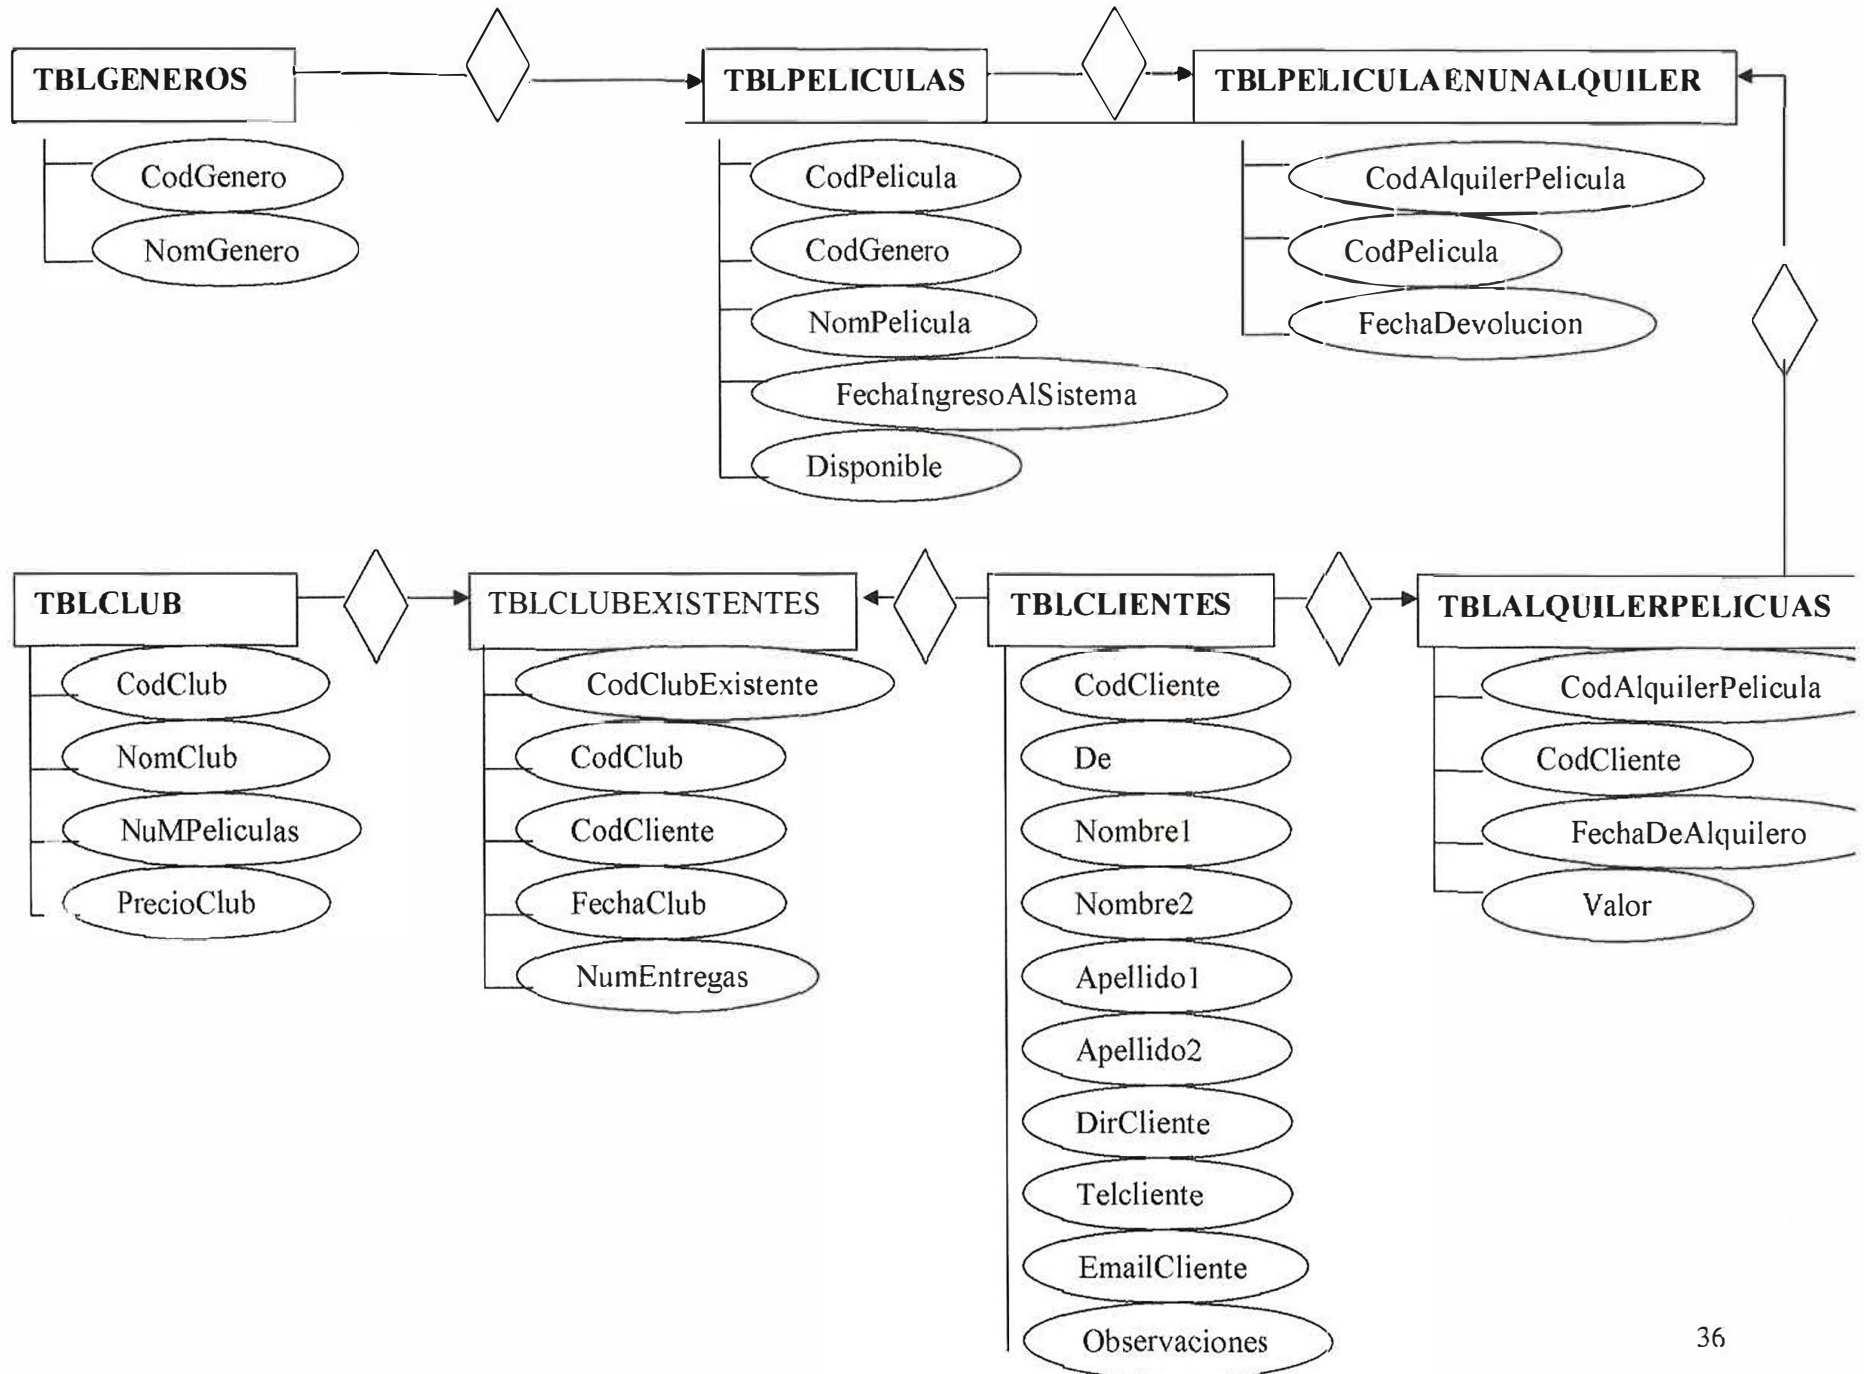 TBLGENEROS
CodGenero
NomGenero
TBLPELICULAS
CodPelicula
CodGenero
NomPelicula
FechaIngresoAlSistema
Disponible
TBLPELICULAENUNALQUILER
CodAlquilerPelicula
CodPelicula
FechaDevolucion
TBLCLUB
CodClub
NomClub
NuMPeliculas
PrecioClub
TBLCLUBEXISTENTES
CodClubExistente
CodClub
CodCliente
FechaClub
NumEntregas
TBLCLIENTES
CodCliente
De
Nombre1
Nombre2
Apellido1
Apellido2
DirCliente
Telcliente
EmailCliente
Observaciones
TBLALQUILERPELICUAS
CodAlquilerPelicula
CodCliente
FechaDeAlquilero
Valor
36